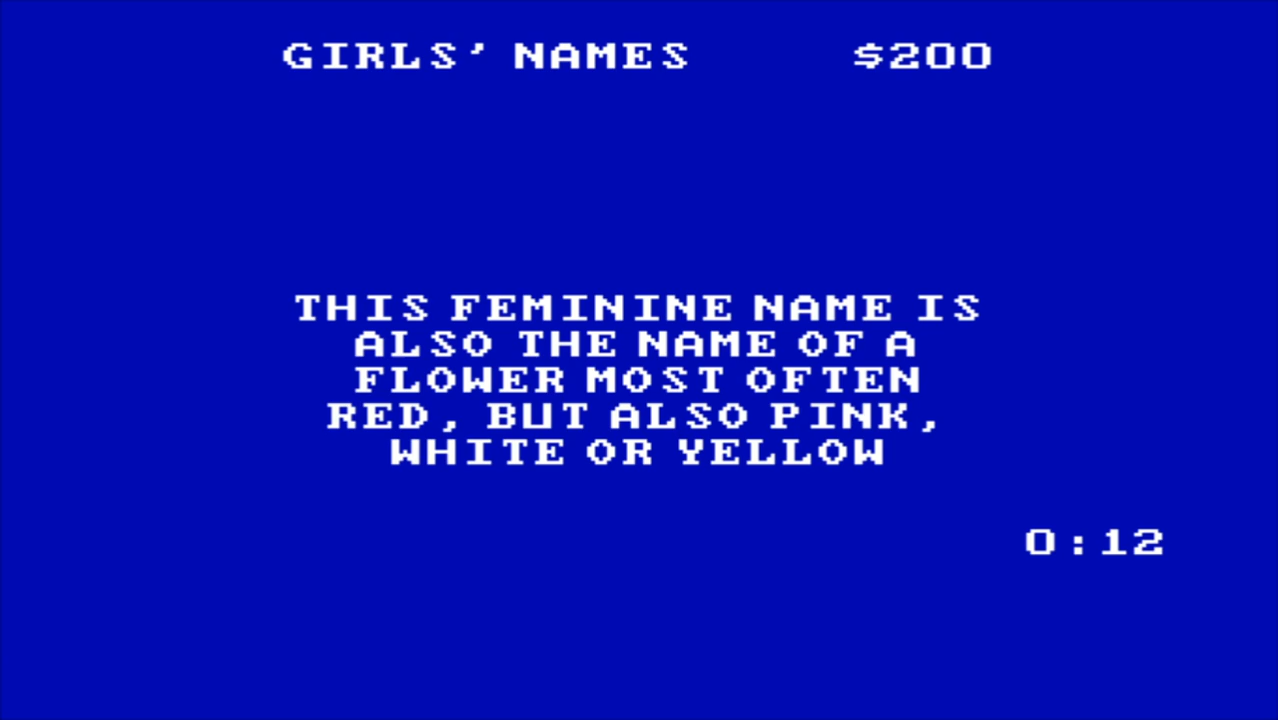 GIRLS' NAMES $200
THIS FEMININE NAME IS
ALSO THE NAME OF A
FLOWER MOST OFTEN
RED, BUT ALSO PINK,
WHITE OR YELLOW
0:12